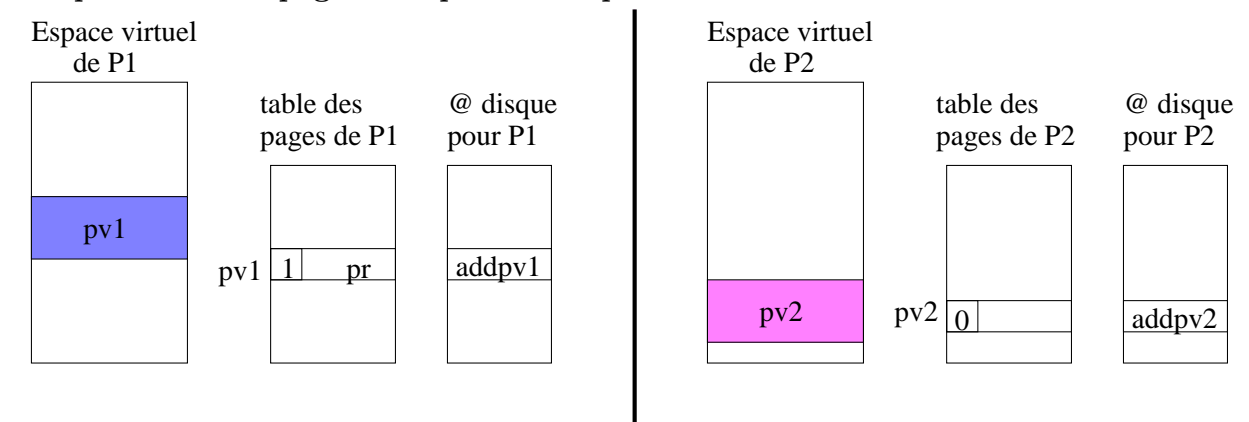 Espace virtuel
de P1
table des
pages de P1
@ disque
pour P1
pv1
pv1
1
pr
addpv1
Espace virtuel
de P2
table des
pages de P2
@ disque
pour P2
pv2
pv2
0
addpv2